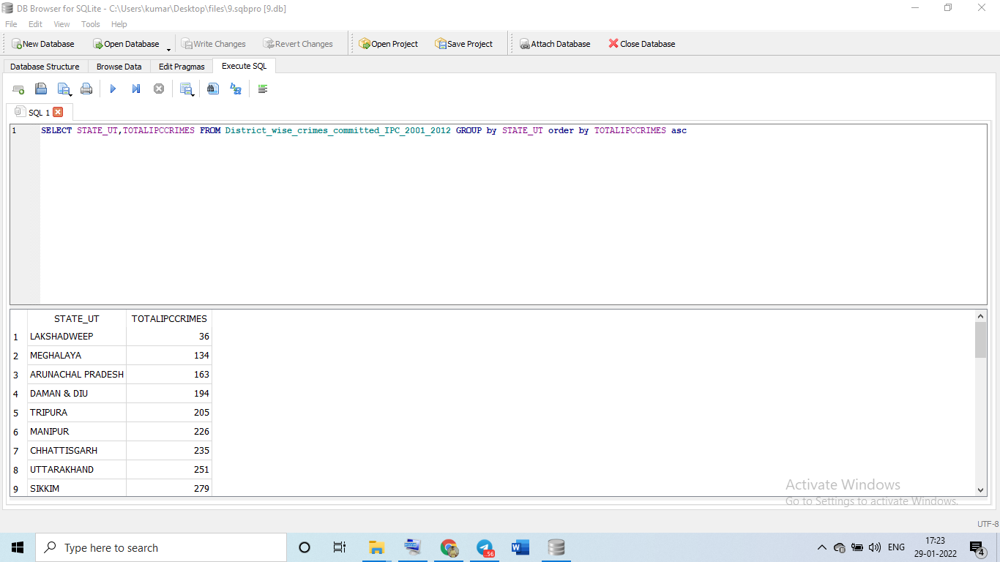 DB Browser for SQLite - C:\Users\kumar\Desktop\files\9.sqbpro [9.db]
File Edit View Tools Help
New Database Open Database Write Changes Revert Changes Open Project Save Project Attach Database Close Database
Database Structure Browse Data Edit Pragmas Execute SQL
SQL 1
1 SELECT STATE_UT,TOTALIPCCRIMES FROM District_wise_crimes_committed_IPC_2001_2012 GROUP by STATE_UT order by TOTALIPCCRIMES asc
STATE_UT TOTALIPCCRIMES
1 LAKSHADWEEP 36
2 MEGHALAYA 134
3 ARUNACHAL PRADESH 163
4 DAMAN & DIU 194
5 TRIPURA 205
6 MANIPUR 226
7 CHHATTISGARH 235
8 UTTARAKHAND 251
9 SIKKIM 279
Activate Windows
Go to Settings to activate Windows.
UTF-8
Type here to search
.56
ENG
17:23
29-01-2022
4